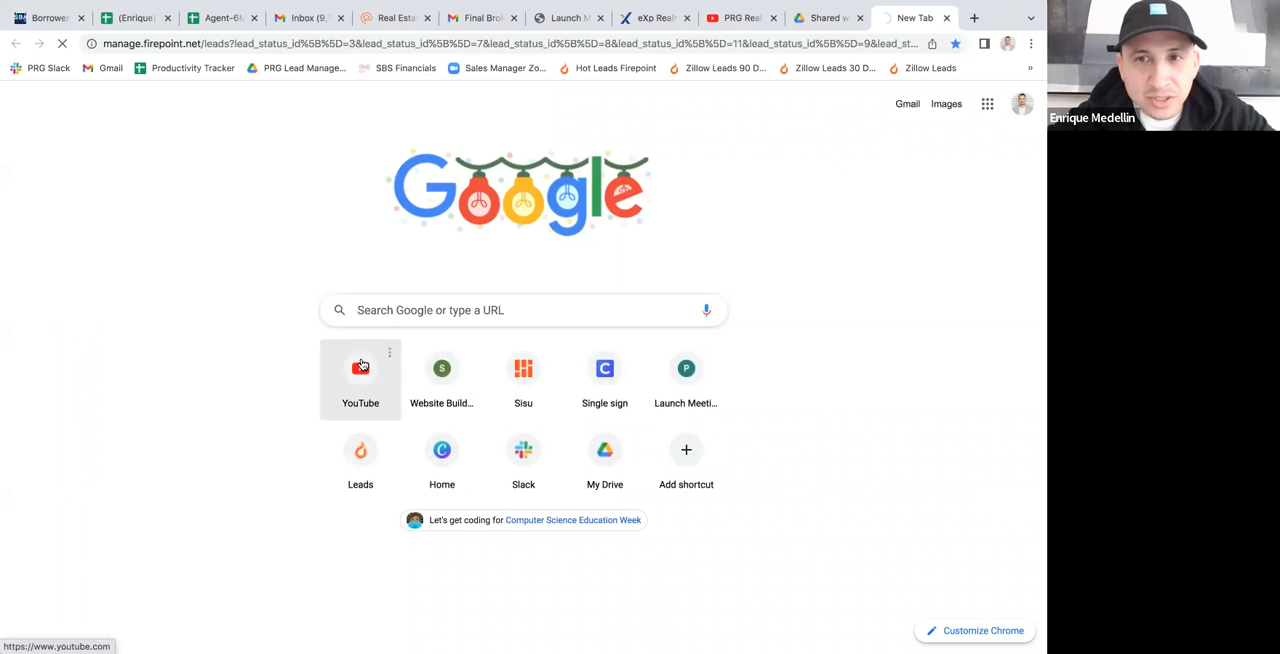 Borrower
(Enrique)
Agent-6M
Inbox (9,
Real Esta
Final Brok
Launch M
eXp Real
PRG Real
Shared w
New Tab
manage.firepoint.net/leads?lead_status_id%5B%5D=3&lead_status_id%5B%5D=7&lead_status_id%5B%5D=8&lead_status_id%5B%5D=11&lead_status_id%5B%5D=9&lead_st...
PRG Slack
Gmail
Productivity Tracker
PRG Lead Manage...
SBS Financials
Sales Manager Zo...
Hot Leads Firepoint
Zillow Leads 90 D...
Zillow Leads 30 D...
Zillow Leads
»
Gmail
Images
Enrique Medellin
Google
Search Google or type a URL
YouTube
Website Build...
Sisu
Single sign
Launch Meeti...
Leads
Home
Slack
My Drive
Add shortcut
Let's get coding for Computer Science Education Week
Customize Chrome
https://www.youtube.com